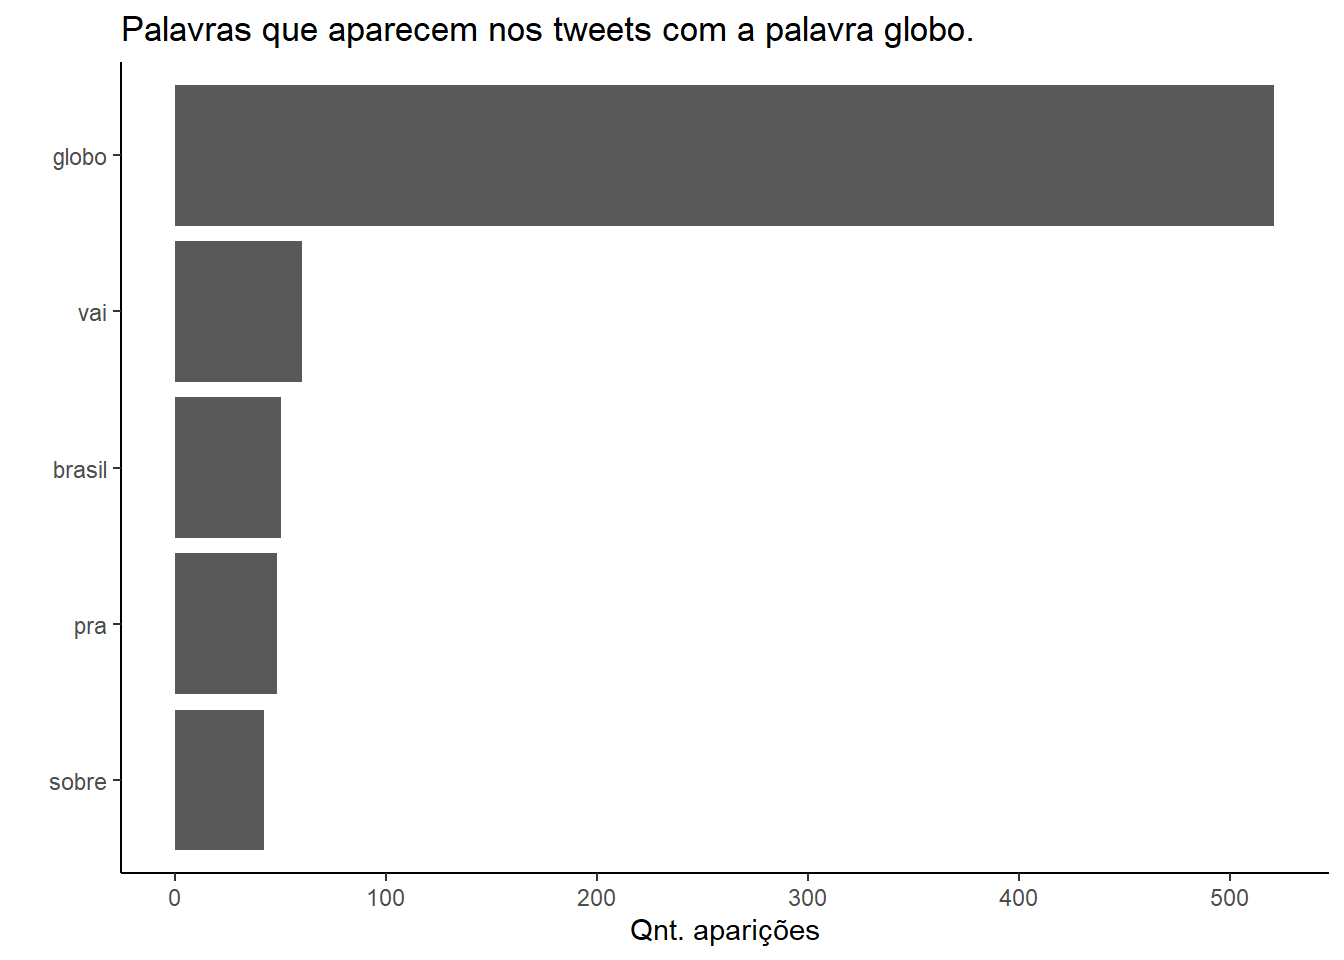 Palavras que aparecem nos tweets com a palavra globo.
globo
vai
brasil
pra
sobre
0 100 200 300 400 500
Qnt. aparições